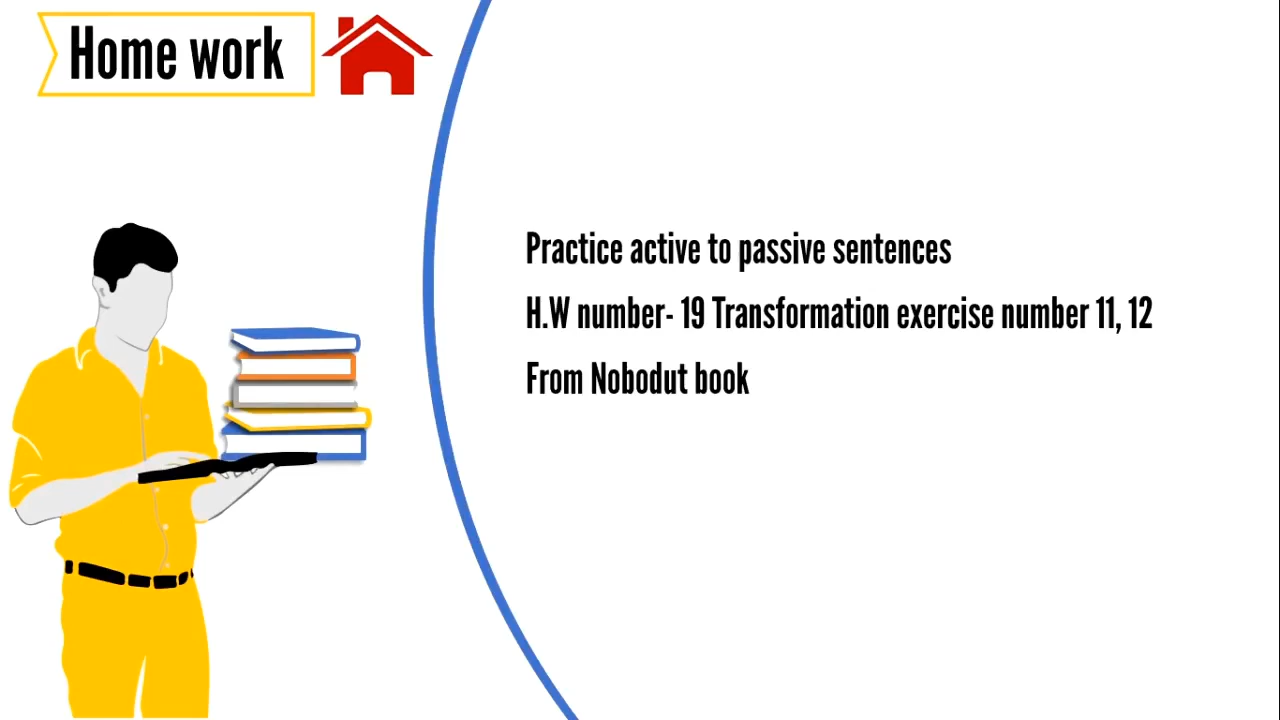 Home work
Practice active to passive sentences
H.W number- 19 Transformation exercise number 11, 12
From Nobodut book